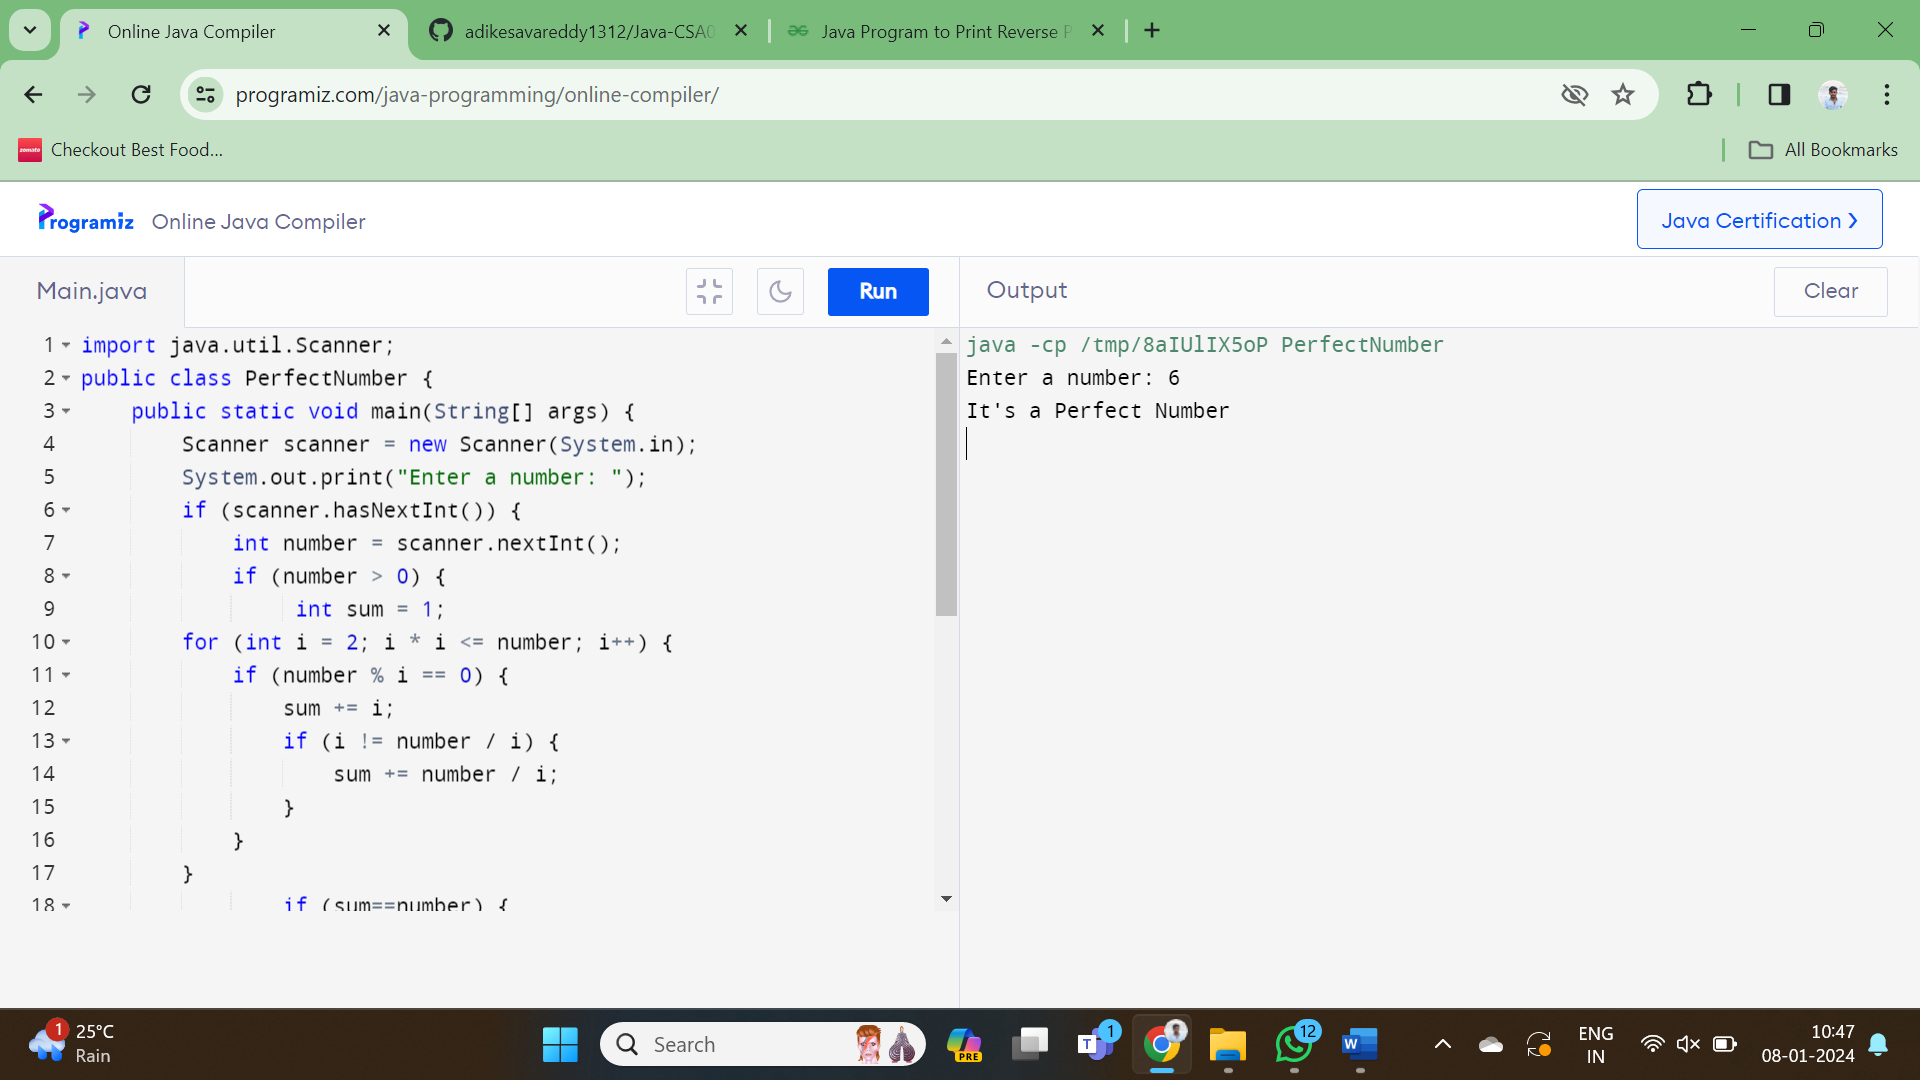 Online Java Compiler
adikesavareddy1312/Java-CSA0
Java Program to Print Reverse P
programiz.com/java-programming/online-compiler/
zomato
Checkout Best Food...
All Bookmarks
Programiz
Online Java Compiler
Java Certification ›
Main.java
Run
Output
Clear
1 import java.util.Scanner;
2 public class PerfectNumber {
3 public static void main(String[] args) {
4 Scanner scanner = new Scanner(System.in);
5 System.out.print("Enter a number: ");
6 if (scanner.hasNextInt()) {
7 int number = scanner.nextInt();
8 if (number > 0) {
9 int sum = 1;
10 for (int i = 2; i * i <= number; i++) {
11 if (number % i == 0) {
12 sum += i;
13 if (i != number / i) {
14 sum += number / i;
15 }
16 }
17 }
18 if (sum==number) {
java -cp /tmp/8aIUlIX5oP PerfectNumber
Enter a number: 6
It's a Perfect Number
1
25°C
Rain
Search
PRE
T
1
12
W
ENG
IN
10:47
08-01-2024